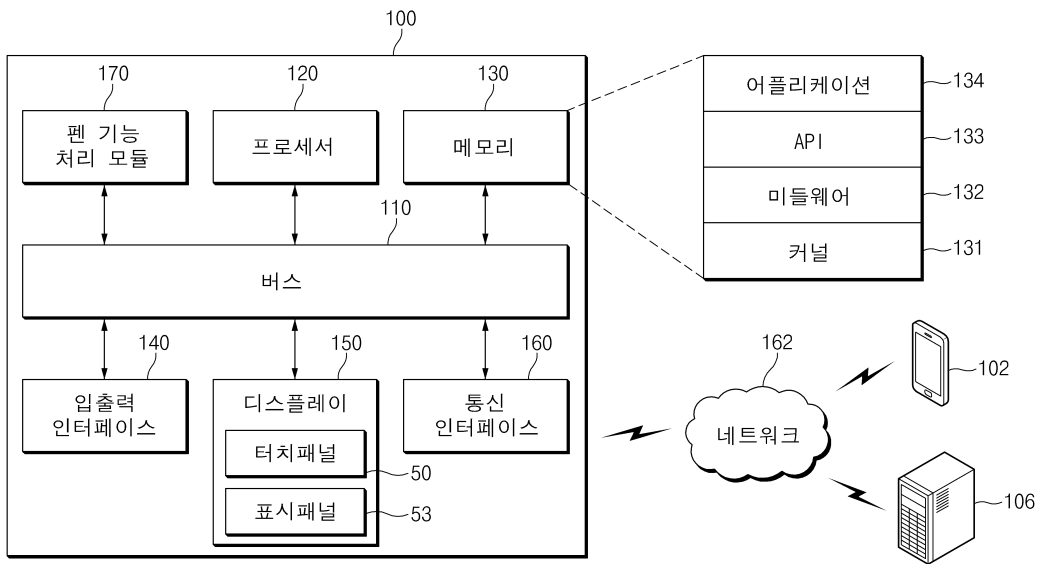 100
170
120
130
펜 기능
처리 모듈
프로세서
메모리
어플리케이션
134
API
133
미들웨어
132
커널
131
110
버스
140
150
160
입출력
인터페이스
디스플레이
터치패널
50
표시패널
53
통신
인터페이스
162
네트워크
102
106